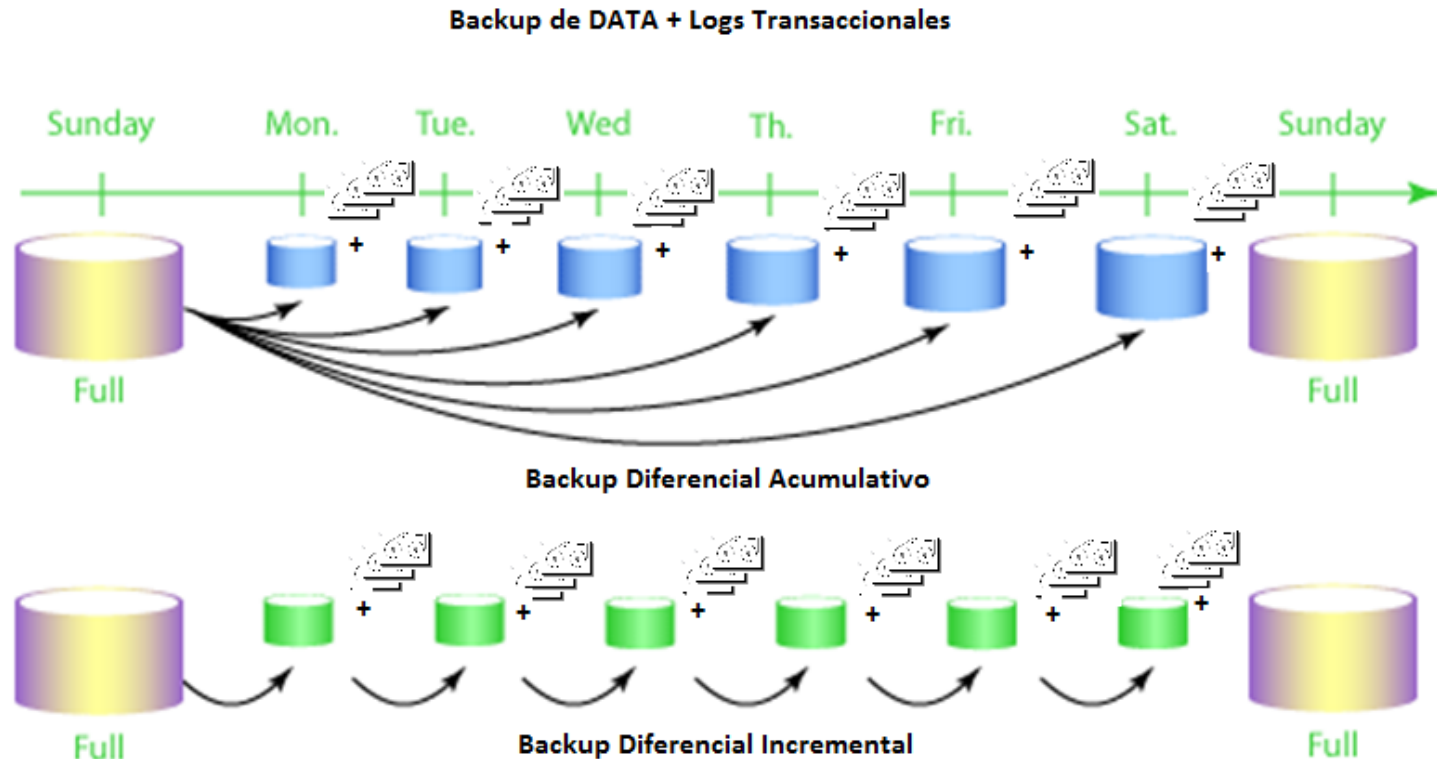 Backup de DATA + Logs Transaccionales
Sunday Mon. Tue. Wed Th. Fri. Sat. Sunday
+ + + + + +
Full Full
Backup Diferencial Acumulativo
+ + + + + +
Full Full
Backup Diferencial Incremental